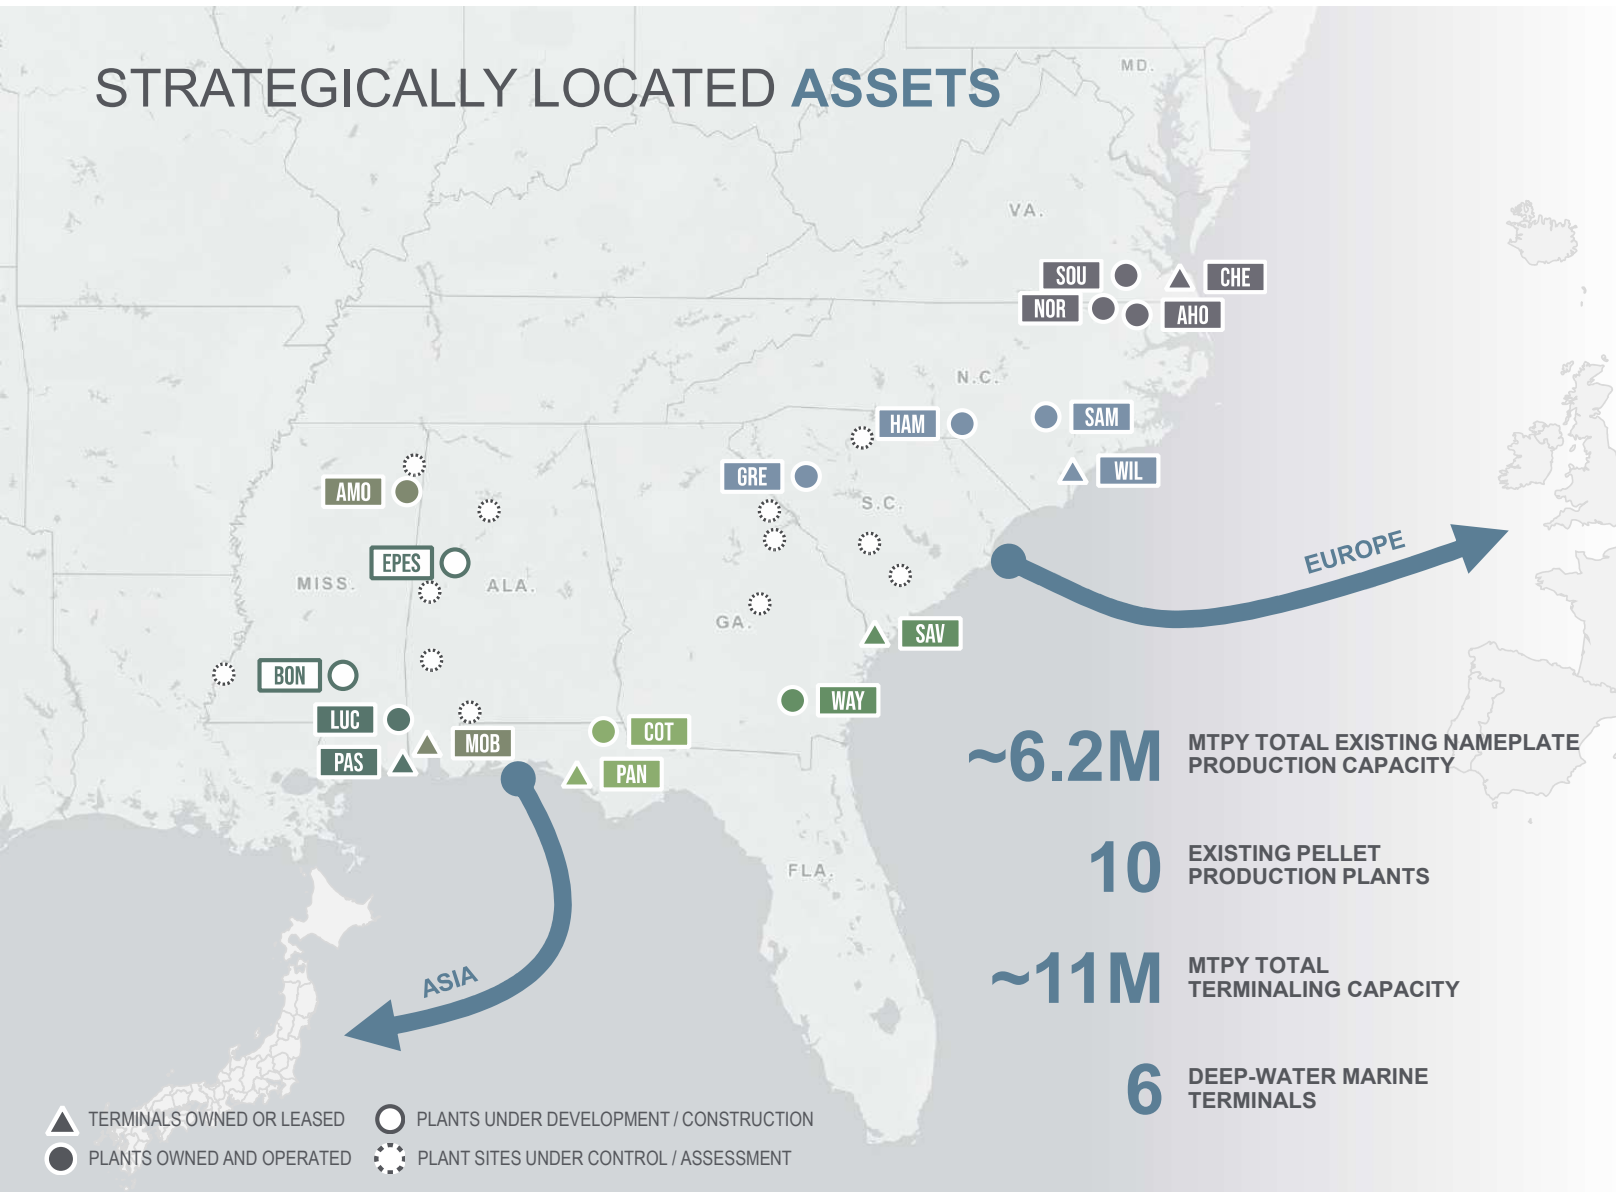 STRATEGICALLY LOCATED ASSETS
MD.
VA.
SOU
CHE
NOR
AHO
N.C.
HAM
SAM
GRE
WIL
AMO
S.C.
EPES
MISS.
ALA.
EUROPE
GA.
SAV
BON
WAY
LUC
COT
MOB
PAS
PAN
~6.2M
MTPY TOTAL EXISTING NAMEPLATE
PRODUCTION CAPACITY
10
EXISTING PELLET
PRODUCTION PLANTS
FLA.
~11M
MTPY TOTAL
TERMINALING CAPACITY
ASIA
6
DEEP-WATER MARINE
TERMINALS
TERMINALS OWNED OR LEASED
PLANTS UNDER DEVELOPMENT / CONSTRUCTION
PLANTS OWNED AND OPERATED
PLANT SITES UNDER CONTROL / ASSESSMENT